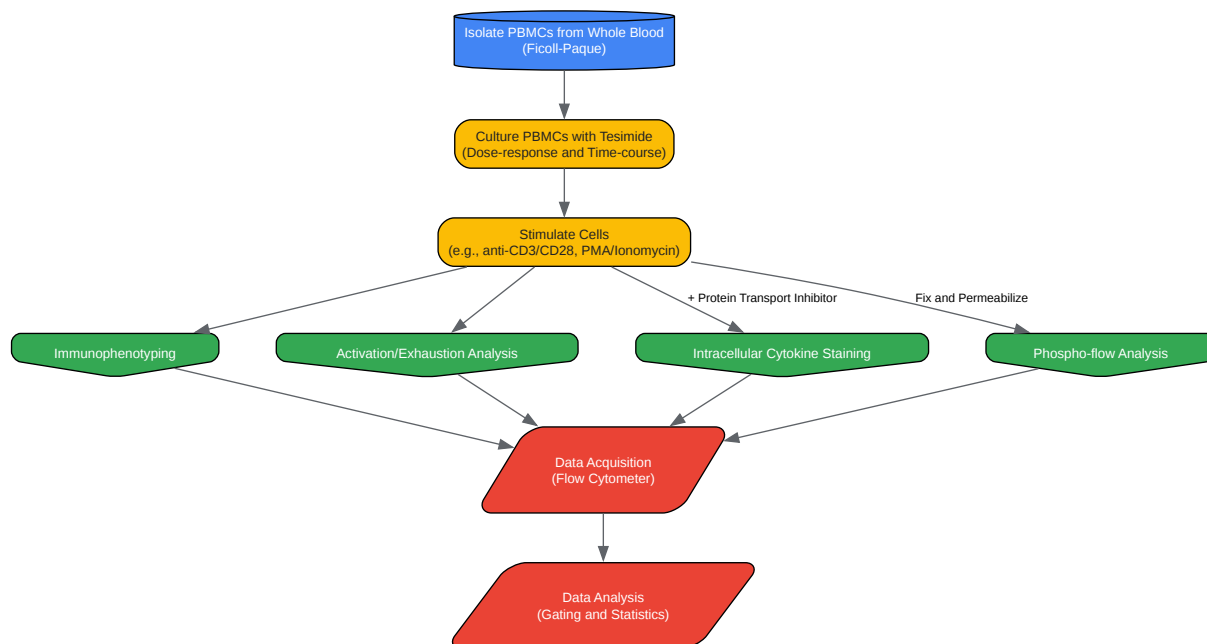 Isolate PBMCs from Whole Blood
(Ficoll-Paque)
Culture PBMCs with Tesimide
(Dose-response and Time-course)
Stimulate Cells
(e.g., anti-CD3/CD28, PMA/Ionomycin)
+ Protein Transport Inhibitor
Fix and Permeabilize
Immunophenotyping
Activation/Exhaustion Analysis
Intracellular Cytokine Staining
Phospho-flow Analysis
Data Acquisition
(Flow Cytometer)
Data Analysis
(Gating and Statistics)